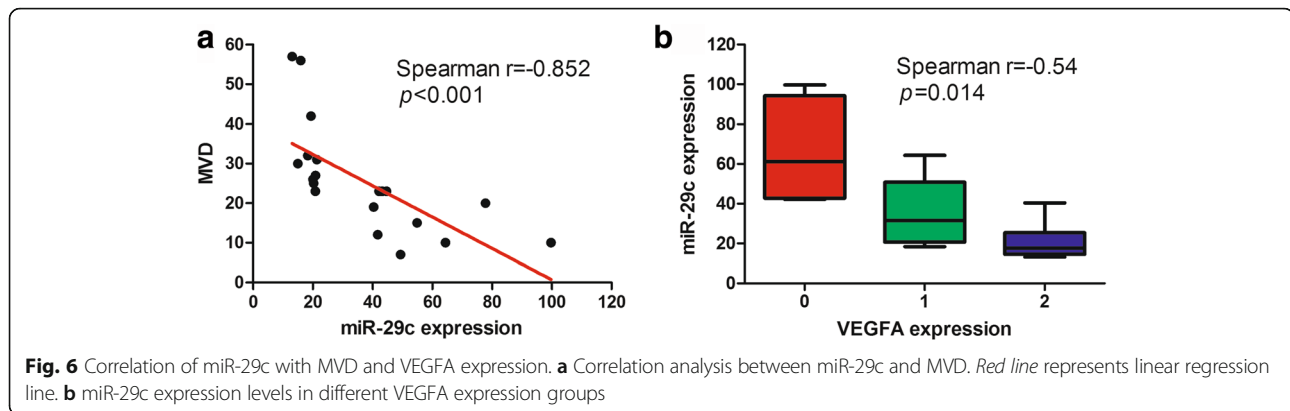 a
60
50
40
30
20
10
0
MVD
Spearman r=-0.852
p<0.001
0 20 40 60 80 100 120
miR-29c expression
b
120
100
80
60
40
20
0
miR-29c expression
Spearman r=-0.54
p=0.014
0 1 2
VEGFA expression
Fig. 6 Correlation of miR-29c with MVD and VEGFA expression. a Correlation analysis between miR-29c and MVD. Red line represents linear regression
line. b miR-29c expression levels in different VEGFA expression groups